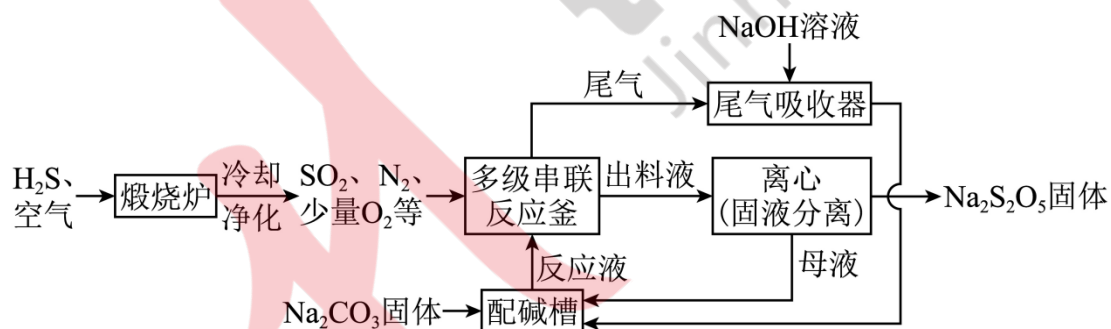 NaOH溶液
尾气
尾气吸收器
H₂S、
空气
煅烧炉
冷却
净化
SO₂、N₂、
少量O₂等
多级串联
反应釜
出料液
离心
(固液分离)
Na₂S₂O₅固体
反应液
母液
Na₂CO₃固体
配碱槽